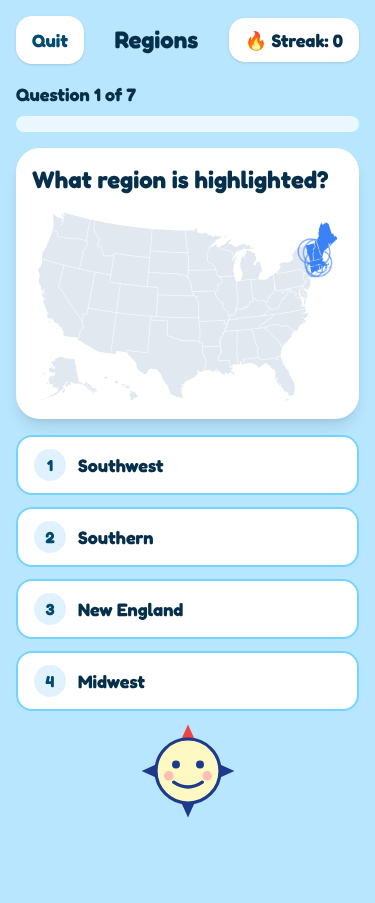 Quit
Regions
🔥 Streak: 0
Question 1 of 7
What region is highlighted?
1 Southwest
2 Southern
3 New England
4 Midwest